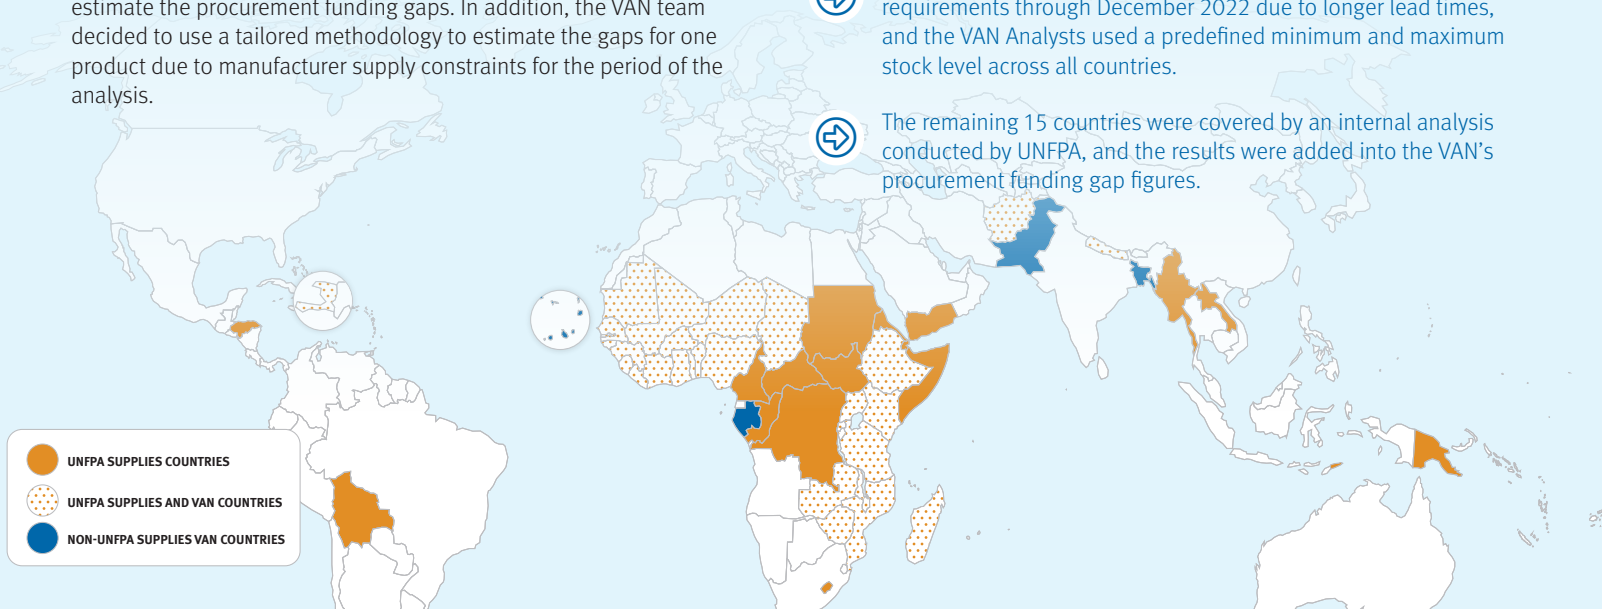 estimate the procurement funding gaps. In addition, the VAN team
decided to use a tailored methodology to estimate the gaps for one
product due to manufacturer supply constraints for the period of the
analysis.
requirements through December 2022 due to longer lead times,
and the VAN Analysts used a predefined minimum and maximum
stock level across all countries.
The remaining 15 countries were covered by an internal analysis
conducted by UNFPA, and the results were added into the VAN’s
procurement funding gap figures.
UNFPA SUPPLIES COUNTRIES
UNFPA SUPPLIES AND VAN COUNTRIES
NON-UNFPA SUPPLIES VAN COUNTRIES